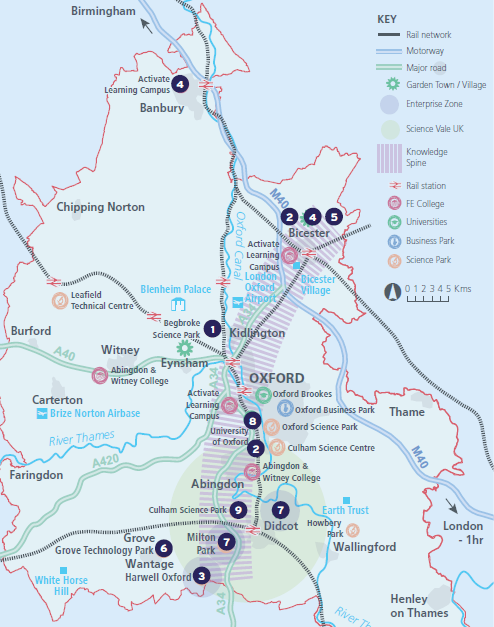 Birmingham
KEY
Rail network
Motorway
Major road
Garden Town / Village
Enterprise Zone
Science Vale UK
Knowledge
Spine
Rail station
FE College
Universities
Business Park
Science Park
0 1 2 3 4 5 Kms
Activate
Learning Campus
4
Banbury
M40
Chipping Norton
Oxford Canal
2
4
5
Bicester
Activate
Learning
Campus
London
Oxford
Airport
Bicester
Village
Leafield
Technical Centre
Blenheim Palace
Begbroke
Science Park
1
Kidlington
Burford
A40
Witney
Eynsham
Abingdon &
Witney College
A34
OXFORD
Oxford Brookes
Activate
Learning
Campus
Oxford Business Park
8
Oxford Science Park
University
of Oxford
2
Culham Science Centre
Carterton
Brize Norton Airbase
Thame
River Thames
A420
M40
Faringdon
Abingdon &
Witney College
Abingdon
Culham Science Park
9
7
Didcot
Earth Trust
Howbery
Park
Wallingford
London
- 1hr
Grove
Grove Technology Park
6
Milton
Park
7
Wantage
Harwell Oxford
3
White Horse
Hill
A34
River Th
Henley
on Thames